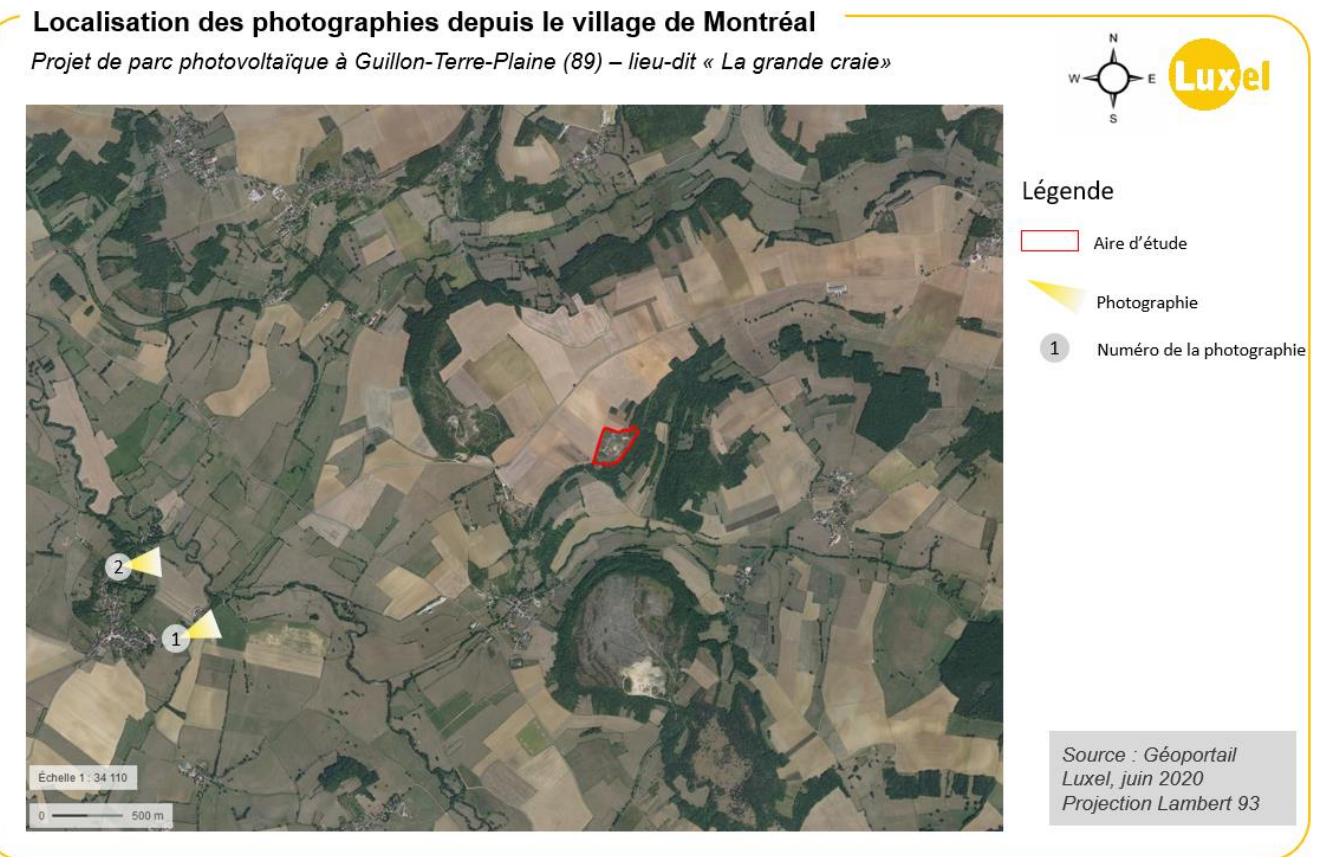 Localisation des photographies depuis le village de Montréal
Projet de parc photovoltaïque à Guillon-Terre-Plaine (89) – lieu-dit « La grande craie»
N
W
E
S
Luxel
Légende
Aire d’étude
Photographie
1 Numéro de la photographie
2
1
Échelle 1 : 34 110
0 500 m
Source : Géoportail
Luxel, juin 2020
Projection Lambert 93